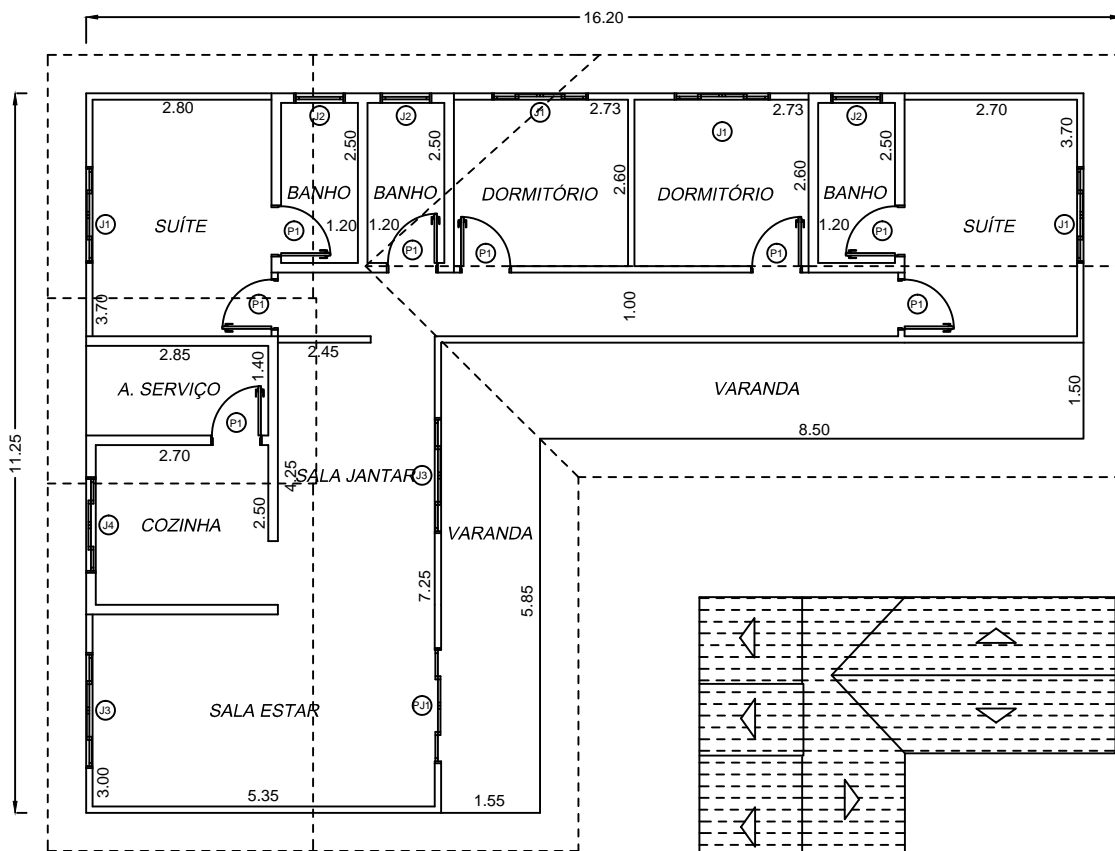 16.20
2.80
2.73
2.73
2.70
J2
J2
J1
J1
J2
2.50
2.50
2.60
2.60
2.50
3.70
BANHO
BANHO
DORMITÓRIO
DORMITÓRIO
BANHO
J1
SUÍTE
1.20
1.20
1.20
SUÍTE
J1
P1
P1
P1
P1
P1
3.70
P1
1.00
P1
2.85
1.40
2.45
A. SERVIÇO
VARANDA
1.50
P1
8.50
11.25
2.70
4.25
SALA JANTAR
J3
2.50
J4
COZINHA
VARANDA
7.25
5.85
J3
SALA ESTAR
PJ1
3.00
5.35
1.55